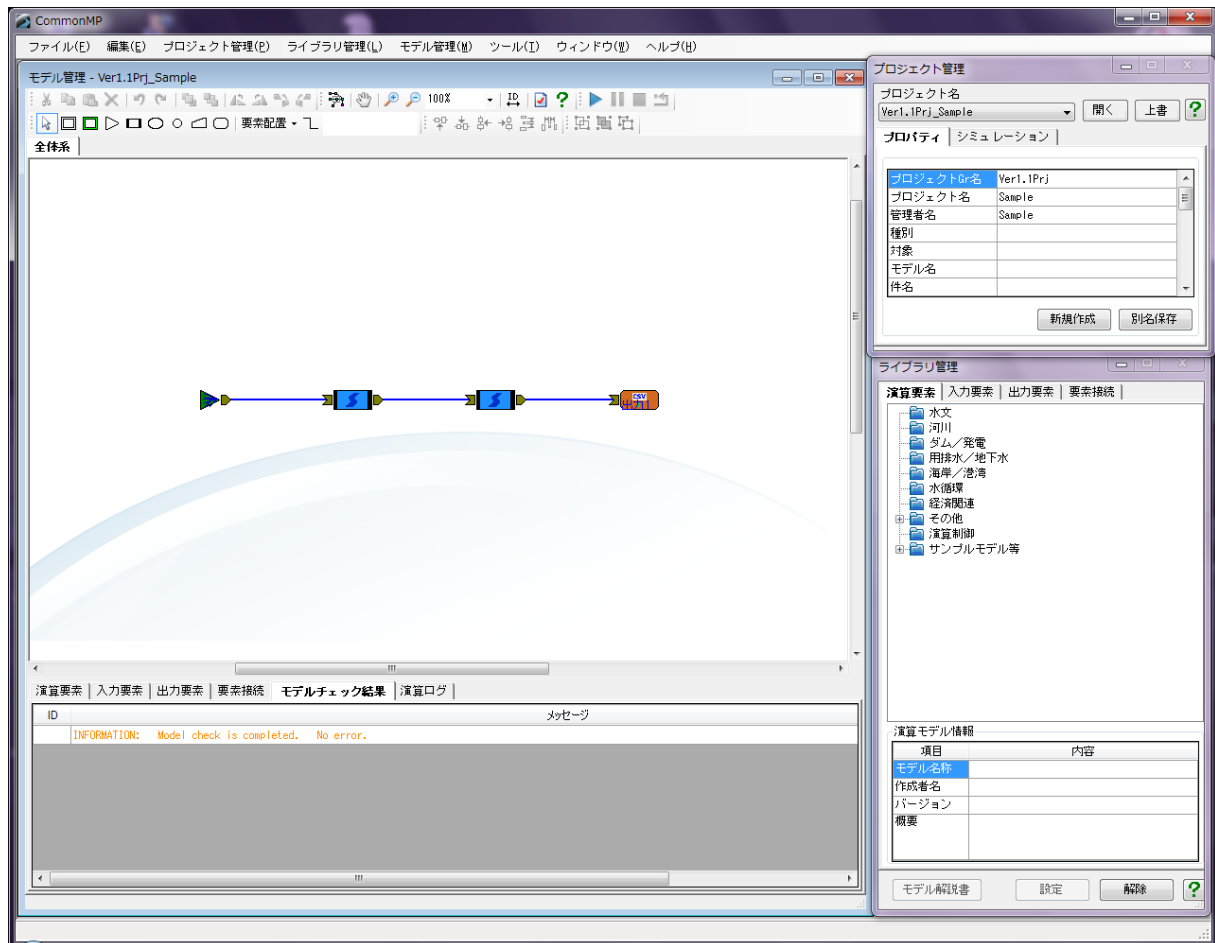 CommonMP
ファイル(F) 編集(E) プロジェクト管理(P) ライブラリ管理(L) モデル管理(M) ツール(T) ウィンドウ(W) ヘルプ(H)
モデル管理 - Ver1.1Prj_Sample
100% ID ?
要素配置
全体系
CSV
出力1
演算要素 入力要素 出力要素 要素接続 モデルチェック結果 演算ログ
ID メッセージ
INFORMATION: Model check is completed. No error.
プロジェクト管理
プロジェクト名
Ver1.1Prj_Sample 開く 上書 ?
プロパティ シミュレーション
プロジェクトGr名 Ver1.1Prj
プロジェクト名 Sample
管理者名 Sample
種別
対象
モデル名
件名
新規作成 別名保存
ライブラリ管理
演算要素 入力要素 出力要素 要素接続
水文
河川
ダム/発電
用排水/地下水
海岸/港湾
水循環
経済関連
その他
演算制御
サンプルモデル等
演算モデル情報
項目 内容
モデル名称
作成者名
バージョン
概要
モデル解説書 設定 解除 ?